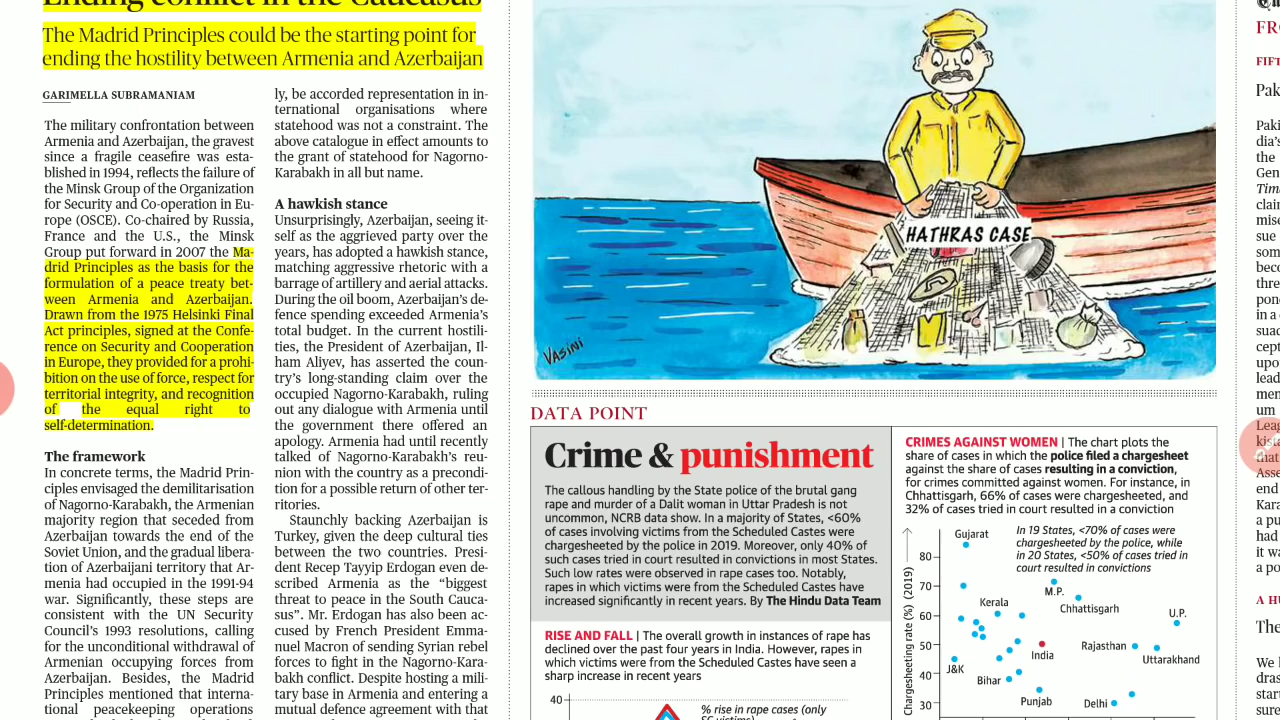 Ending conflict in the Caucasus
The Madrid Principles could be the starting point for
ending the hostility between Armenia and Azerbaijan
GARIMELLA SUBRAMANIAM
The military confrontation between
Armenia and Azerbaijan, the gravest
since a fragile ceasefire was esta-
blished in 1994, reflects the failure of
the Minsk Group of the Organization
for Security and Co-operation in Eu-
rope (OSCE). Co-chaired by Russia,
France and the U.S., the Minsk
Group put forward in 2007 the Ma-
drid Principles as the basis for the
formulation of a peace treaty bet-
ween Armenia and Azerbaijan.
Drawn from the 1975 Helsinki Final
Act principles, signed at the Confe-
rence on Security and Cooperation
in Europe, they provided for a prohi-
bition on the use of force, respect for
territorial integrity, and recognition
of the equal right to
self-determination.
The framework
In concrete terms, the Madrid Prin-
ciples envisaged the demilitarisation
of Nagorno-Karabakh, the Armenian
majority region that seceded from
Azerbaijan towards the end of the
Soviet Union, and the gradual libera-
tion of Azerbaijani territory that Ar-
menia had occupied in the 1991-94
war. Significantly, these steps are
consistent with the UN Security
Council's 1993 resolutions, calling
for the unconditional withdrawal of
Armenian occupying forces from
Azerbaijan. Besides, the Madrid
Principles mentioned that interna-
tional peacekeeping operations
ly, be accorded representation in in-
ternational organisations where
statehood was not a constraint. The
above catalogue in effect amounts to
the grant of statehood for Nagorno-
Karabakh in all but name.
A hawkish stance
Unsurprisingly, Azerbaijan, seeing it-
self as the aggrieved party over the
years, has adopted a hawkish stance,
matching aggressive rhetoric with a
barrage of artillery and aerial attacks.
During the oil boom, Azerbaijan's de-
fence spending exceeded Armenia's
total budget. In the current hostili-
ties, the President of Azerbaijan, Il-
ham Aliyev, has asserted the coun-
try's long-standing claim over the
occupied Nagorno-Karabakh, ruling
out any dialogue with Armenia until
the government there offered an
apology. Armenia had until recently
talked of Nagorno-Karabakh's reu-
nion with the country as a precondi-
tion for a possible return of other ter-
ritories.
Staunchly backing Azerbaijan is
Turkey, given the deep cultural ties
between the two countries. Presi-
dent Recep Tayyip Erdogan even de-
scribed Armenia as the “biggest
threat to peace in the South Cauca-
sus”. Mr. Erdogan has also been ac-
cused by French President Emma-
nuel Macron of sending Syrian rebel
forces to fight in the Nagorno-Kara-
bakh conflict. Despite hosting a mili-
tary base in Armenia and entering a
mutual defence agreement with that
HATHRAS CASE
VASINI
DATA POINT
Crime & punishment
The callous handling by the State police of the brutal gang
rape and murder of a Dalit woman in Uttar Pradesh is not
uncommon, NCRB data show. In a majority of States, <60%
of cases involving victims from the Scheduled Castes were
chargesheeted by the police in 2019. Moreover, only 40% of
such cases tried in court resulted in convictions in most States.
Such low rates were observed in rape cases too. Notably,
rapes in which victims were from the Scheduled Castes have
increased significantly in recent years. By The Hindu Data Team
RISE AND FALL | The overall growth in instances of rape has
declined over the past four years in India. However, rapes in
which victims were from the Scheduled Castes have seen a
sharp increase in recent years
40
% rise in rape cases (only
SC victims)
CRIMES AGAINST WOMEN | The chart plots the
share of cases in which the police filed a chargesheet
against the share of cases resulting in a conviction,
for crimes committed against women. For instance, in
Chhattisgarh, 66% of cases were chargesheeted, and
32% of cases tried in court resulted in a conviction
In 19 States, <70% of cases were
chargesheeted by the police, while
in 20 States, <50% of cases tried in
court resulted in convictions
Chargesheeting rate (%) (2019)
80
70
60
50
40
30
Gujarat
M.P.
Chhattisgarh
Kerala
U.P.
India
Rajasthan
Uttarakhand
J&K
Bihar
Punjab
Delhi
FIFT
Pak
Paki
dia's
the
Gen
Time
clain
mis
sue
som
beco
thre
pon
in a
suac
cept
upo
lead
men
um
Leag
kist
that
Asse
end
Kara
a pu
had
it w
a po
A HU
The
We h
dras
start
sure